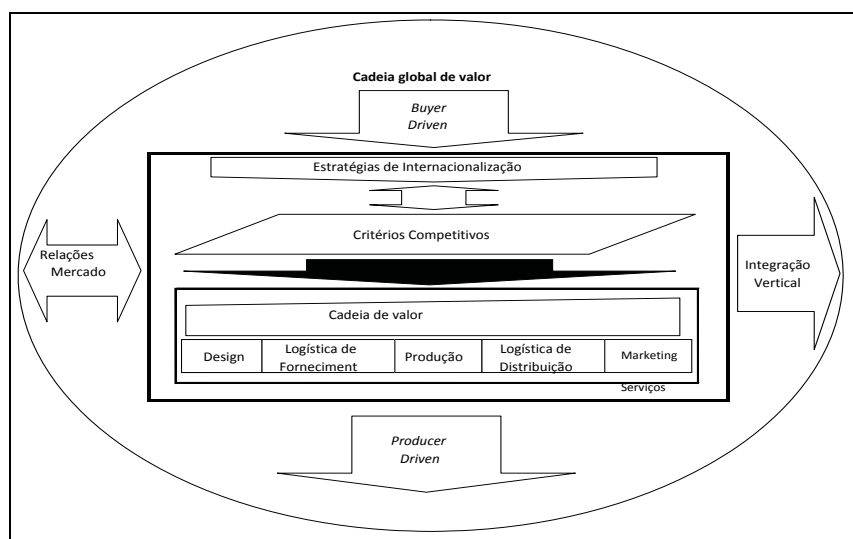 Cadeia global de valor
Buyer
Driven
Estratégias de Internacionalização
Critérios Competitivos
Relações
Mercado
Integração
Vertical
Cadeia de valor
Design
Logística de
Forneciment
Produção
Logística de
Distribuição
Marketing
Serviços
Producer
Driven